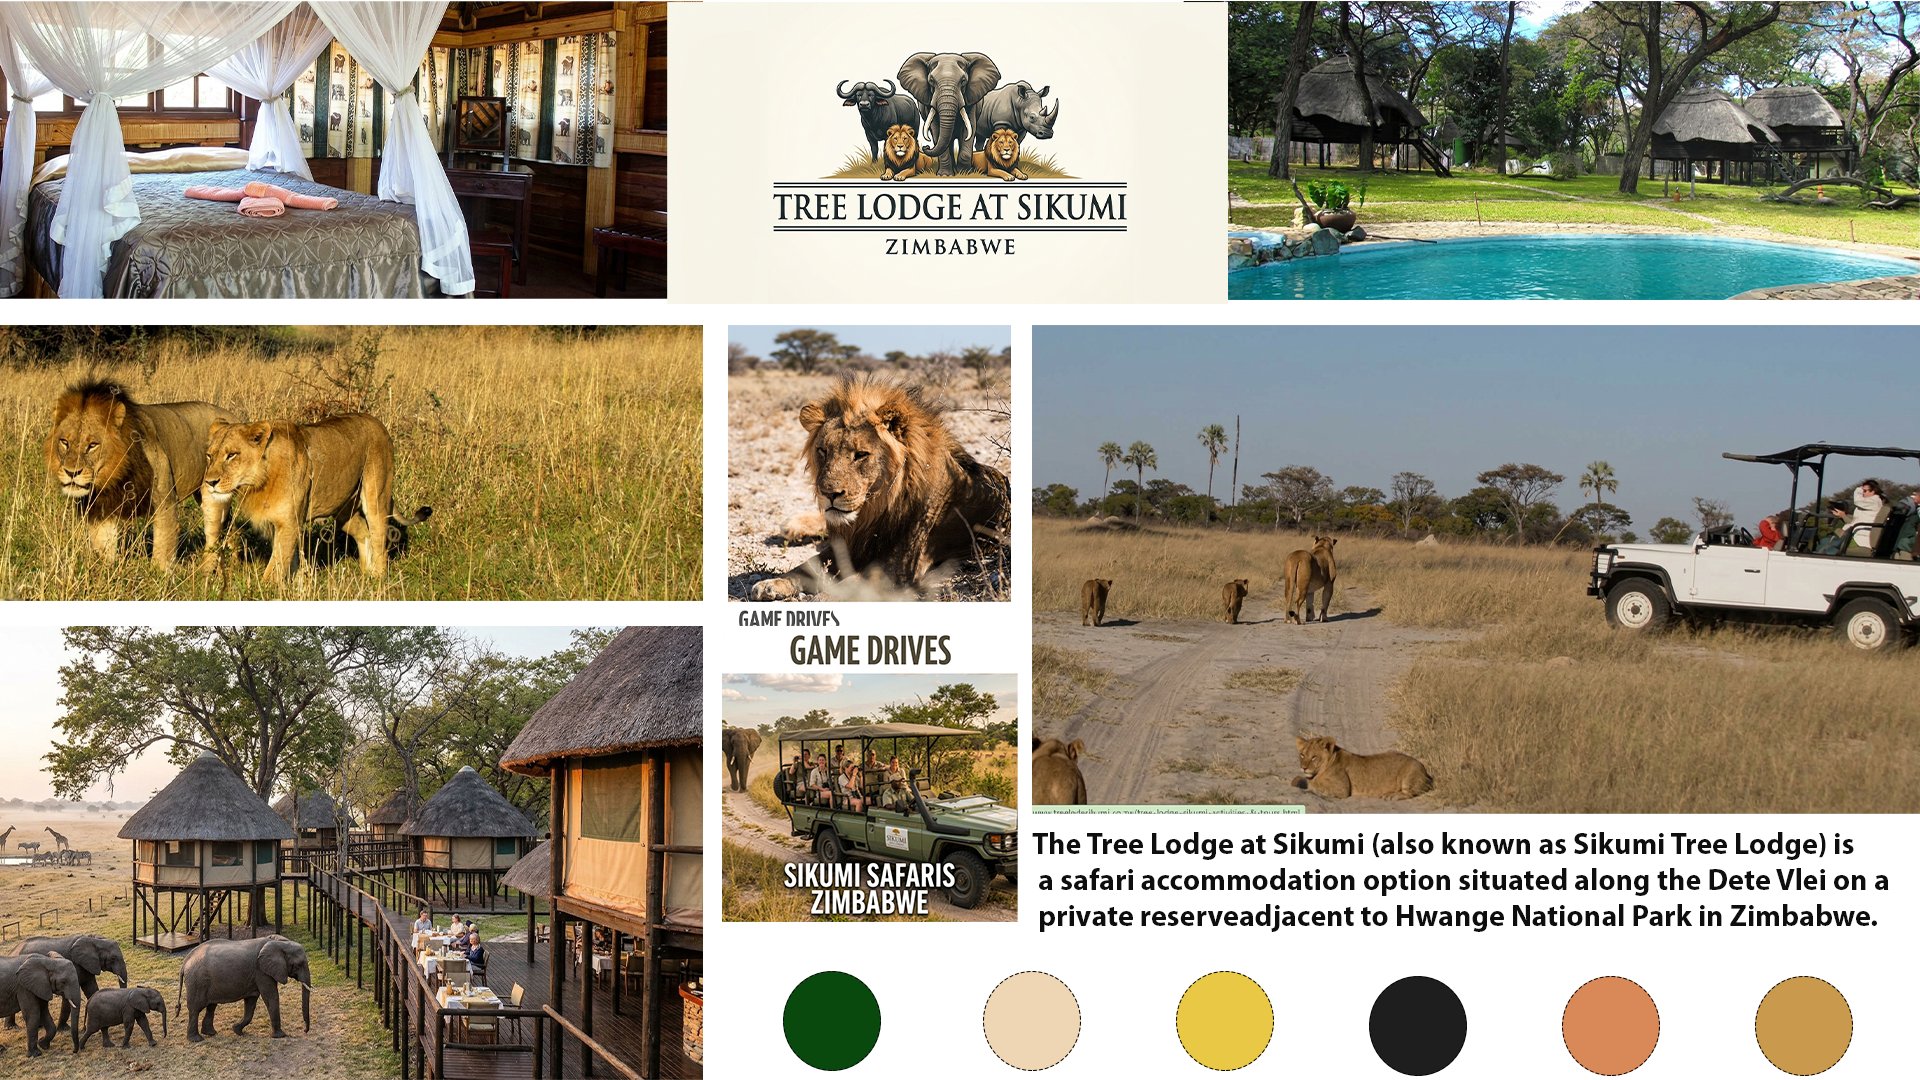 TREE LODGE AT SIKUMI
ZIMBABWE
GAME DRIVES
GAME DRIVES
SIKUMI
SIKUMI SAFARIS
ZIMBABWE
The Tree Lodge at Sikumi (also known as Sikumi Tree Lodge) is
a safari accommodation option situated along the Dete Vlei on a
private reserveadjacent to Hwange National Park in Zimbabwe.